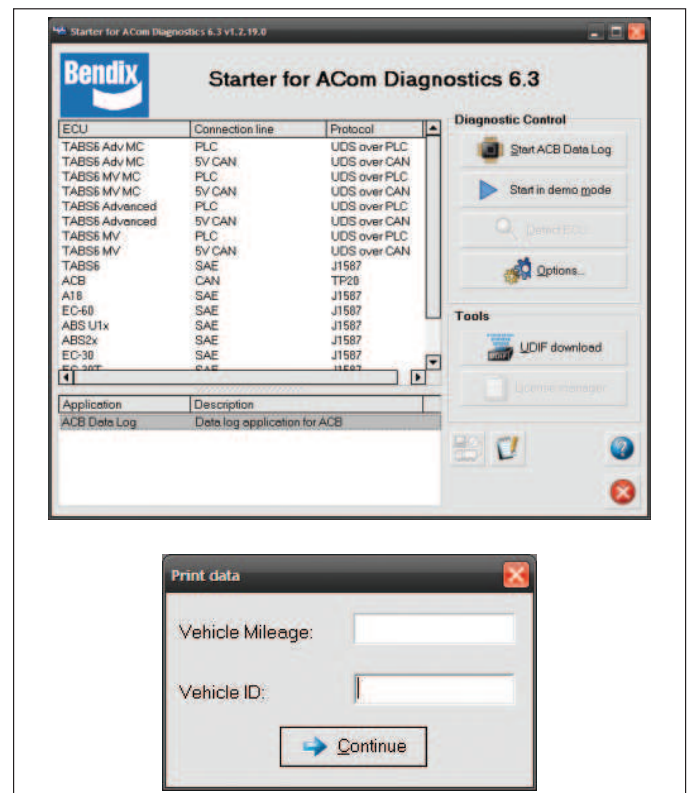 Starter for ACom Diagnostics 6.3 v1.2.19.0
Bendix
Starter for ACom Diagnostics 6.3
ECU Connection line Protocol
TABS6 Adv MC PLC UDS over PLC
TABS6 Adv MC 5V CAN UDS over CAN
TABS6 MV MC PLC UDS over PLC
TABS6 MV MC 5V CAN UDS over CAN
TABS6 Advanced PLC UDS over PLC
TABS6 Advanced 5V CAN UDS over CAN
TABS6 MV PLC UDS over PLC
TABS6 MV 5V CAN UDS over CAN
TABS6 SAE J1587
ACB CAN TP20
A18 SAE J1587
EC-60 SAE J1587
ABS U1x SAE J1587
ABS2x SAE J1587
EC-30 SAE J1587
EC-30T SAE J1587
Application Description
ACB Data Log Data log application for ACB
Diagnostic Control
Start ACB Data Log
Start in demo mode
Detect ECU
Options...
Tools
UDIF download
License manager
Print data
Vehicle Mileage:
Vehicle ID:
Continue